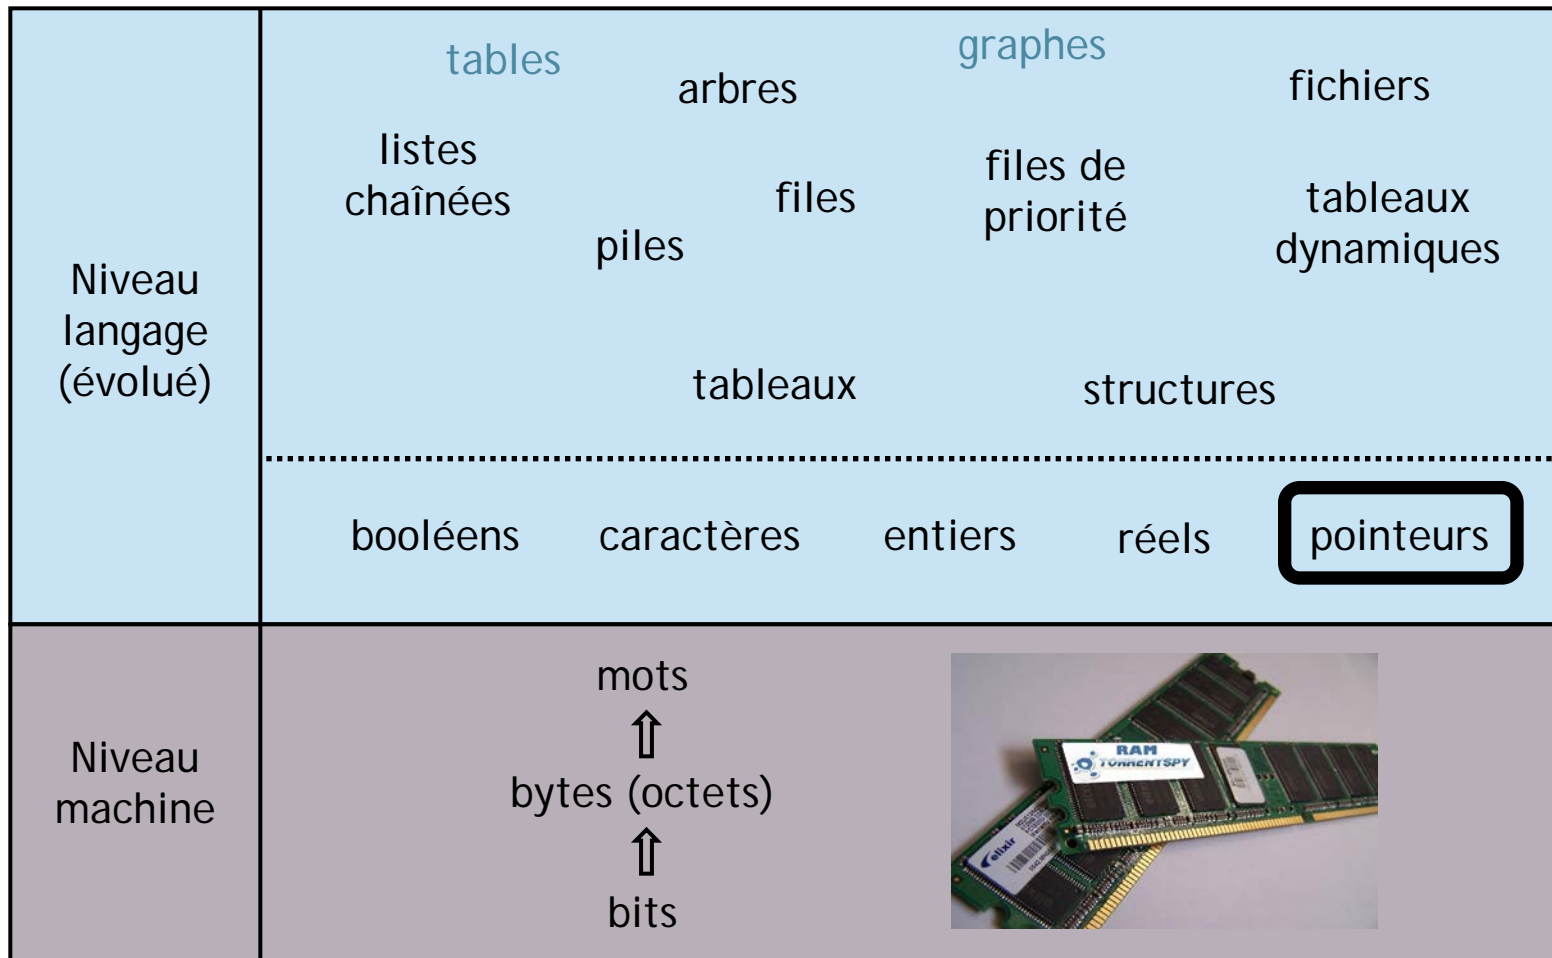 tables
graphes
arbres
fichiers
listes
chaînées
files
files de
priorité
tableaux
dynamiques
piles
Niveau
langage
(évolué)
tableaux
structures
booléens
caractères
entiers
réels
pointeurs
Niveau
machine
mots
bytes (octets)
bits
RAM
TORRENTSPY
elixir